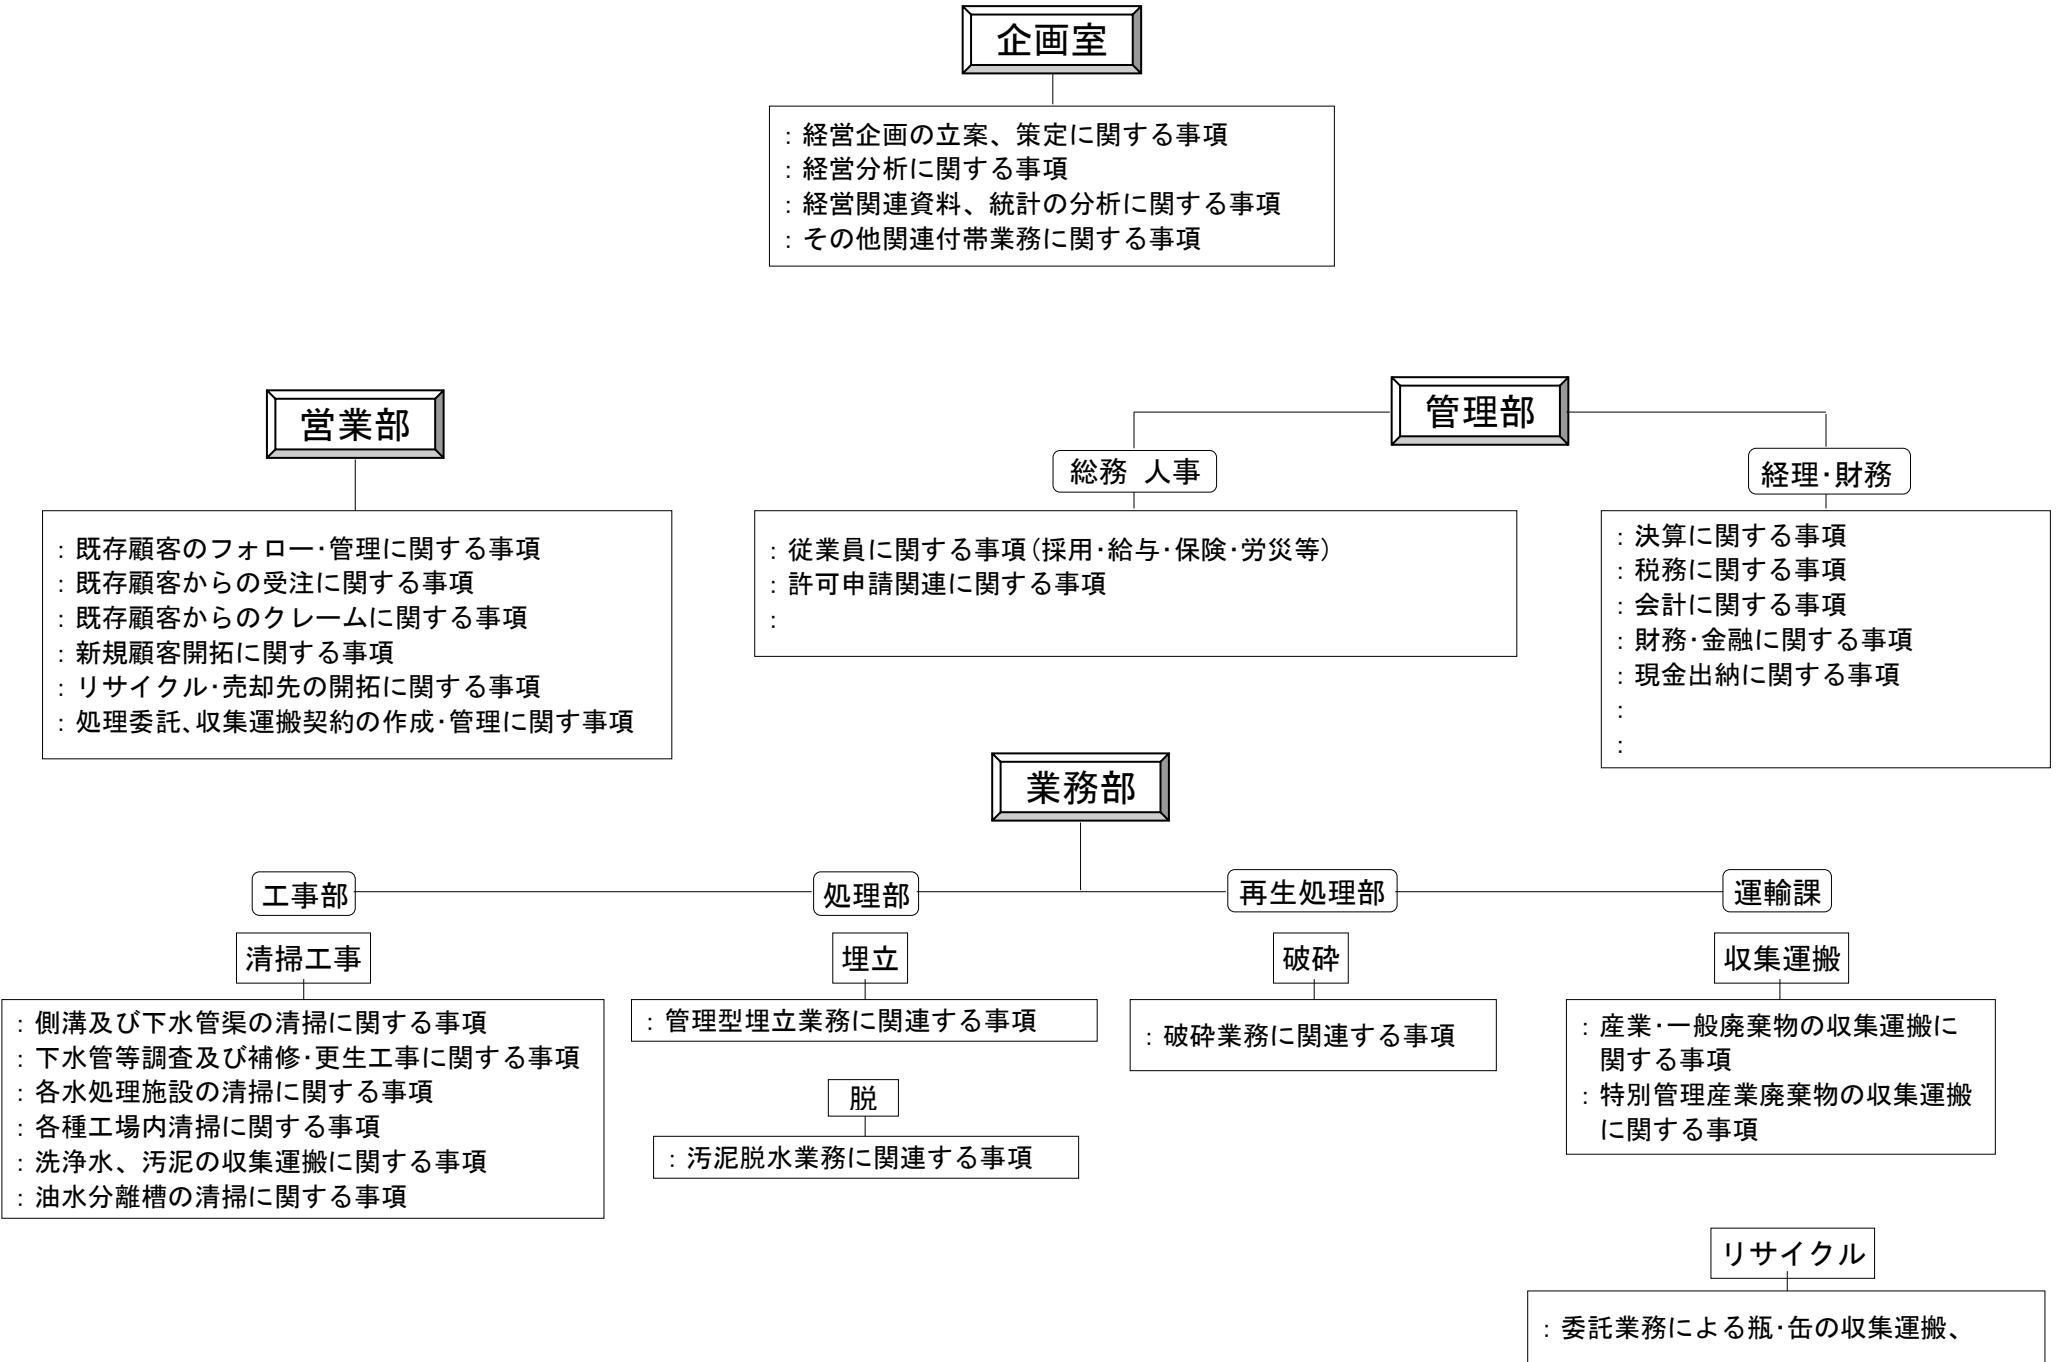 企画室
: 経営企画の立案、策定に関する事項
: 経営分析に関する事項
: 経営関連資料、統計の分析に関する事項
: その他関連付帯業務に関する事項
営業部
: 既存顧客のフォロー･管理に関する事項
: 既存顧客からの受注に関する事項
: 既存顧客からのクレームに関する事項
: 新規顧客開拓に関する事項
: リサイクル･売却先の開拓に関する事項
: 処理委託､収集運搬契約の作成･管理に関す事項
管理部
総務 人事
: 従業員に関する事項(採用･給与･保険･労災等)
: 許可申請関連に関する事項
:
経理･財務
: 決算に関する事項
: 税務に関する事項
: 会計に関する事項
: 財務･金融に関する事項
: 現金出納に関する事項
:
:
業務部
工事部
清掃工事
: 側溝及び下水管渠の清掃に関する事項
: 下水管等調査及び補修･更生工事に関する事項
: 各水処理施設の清掃に関する事項
: 各種工場内清掃に関する事項
: 洗浄水、汚泥の収集運搬に関する事項
: 油水分離槽の清掃に関する事項
処理部
埋立
: 管理型埋立業務に関連する事項
脱
: 汚泥脱水業務に関連する事項
再生処理部
破砕
: 破砕業務に関連する事項
運輸課
収集運搬
: 産業･一般廃棄物の収集運搬に
関する事項
: 特別管理産業廃棄物の収集運搬
に関する事項
リサイクル
: 委託業務による瓶･缶の収集運搬、